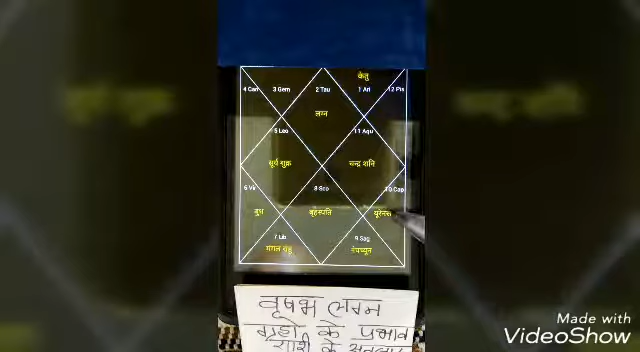 केतु
4 Can 3 Gem 2 Tau 1 Ari 12 Pis
लग्न
5 Leo 11 Aqu
सूर्य शुक्र चन्द्र शनि
6 Vir 8 Sco 10 Cap
बुध बृहस्पति यूरेनस
7 Lib 9 Sag
मंगल राहु नेपच्यून
वृषभ लग्न
ग्रहो के प्रभाव
राशी के अनुसार
Made with
VideoShow